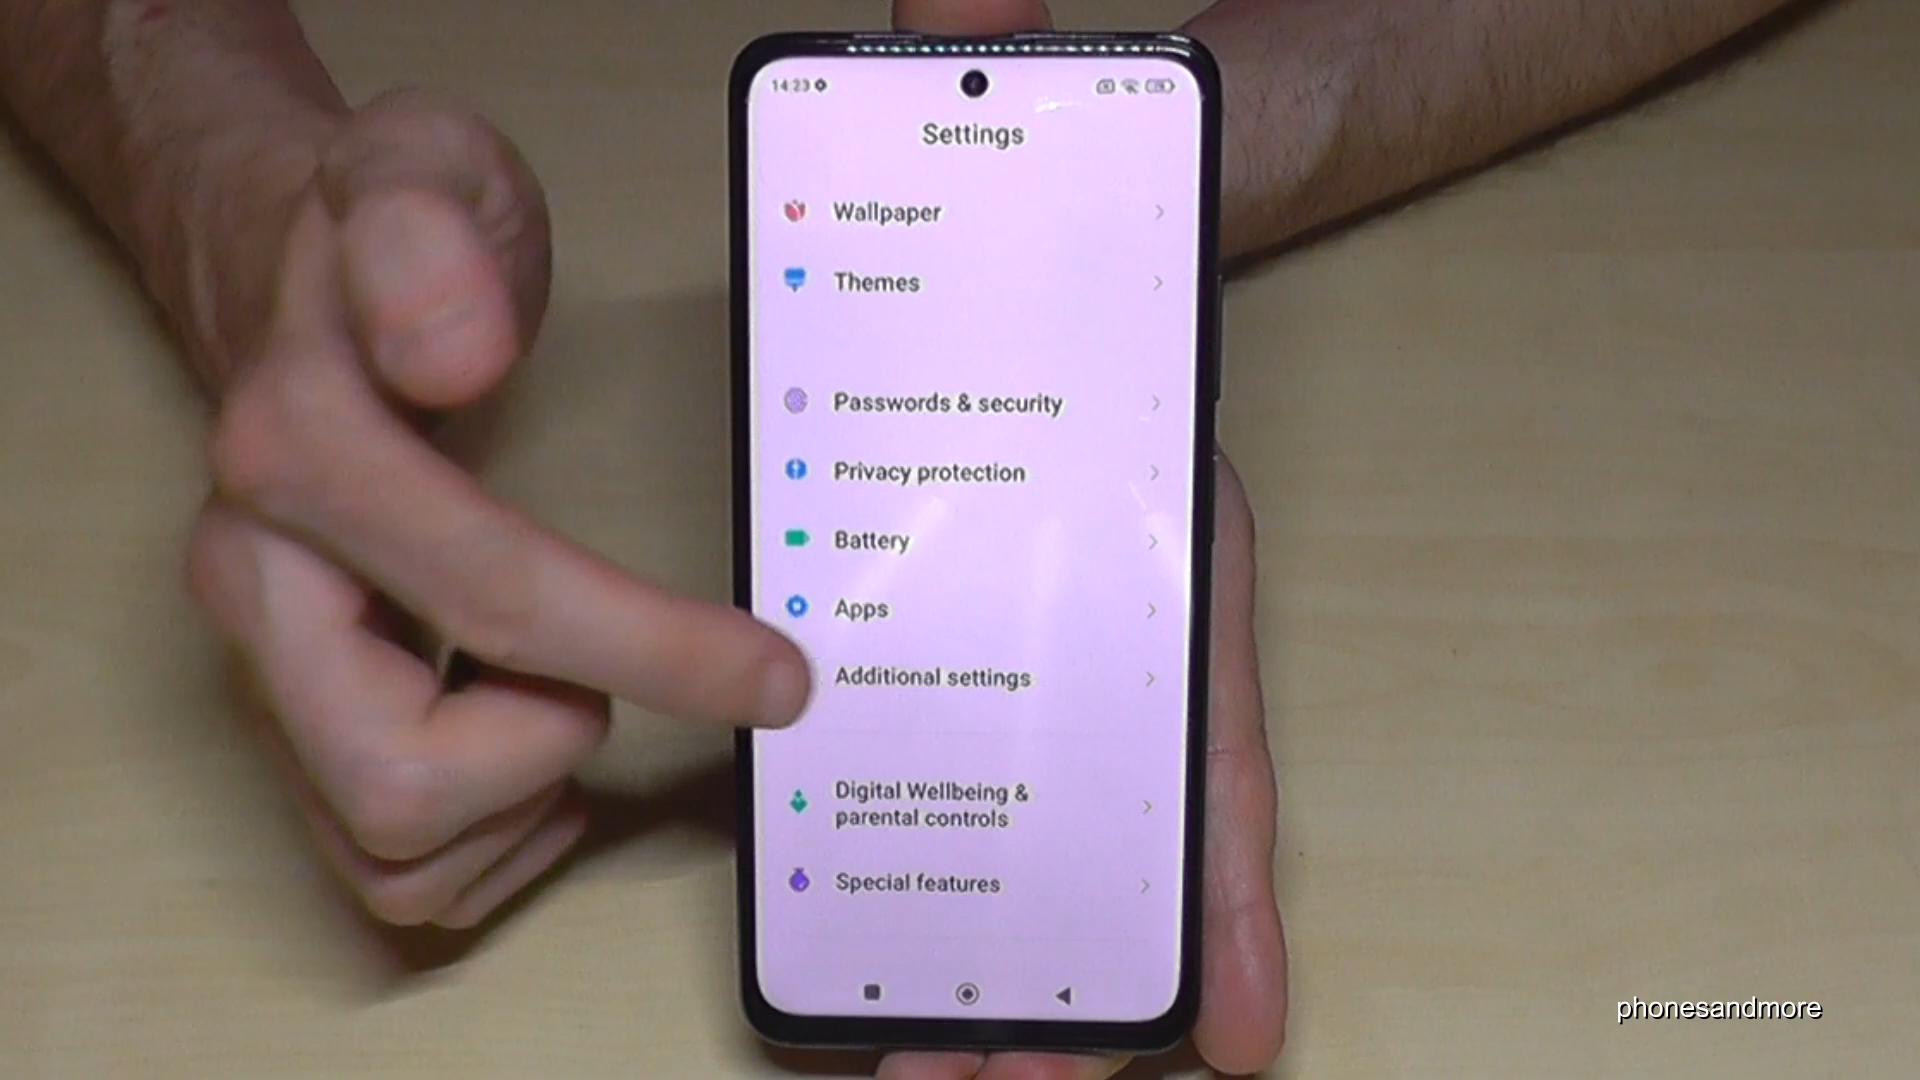 14:23
Settings
Wallpaper
Themes
Passwords & security
Privacy protection
Battery
Apps
Additional settings
Digital Wellbeing &
parental controls
Special features
phonesandmore